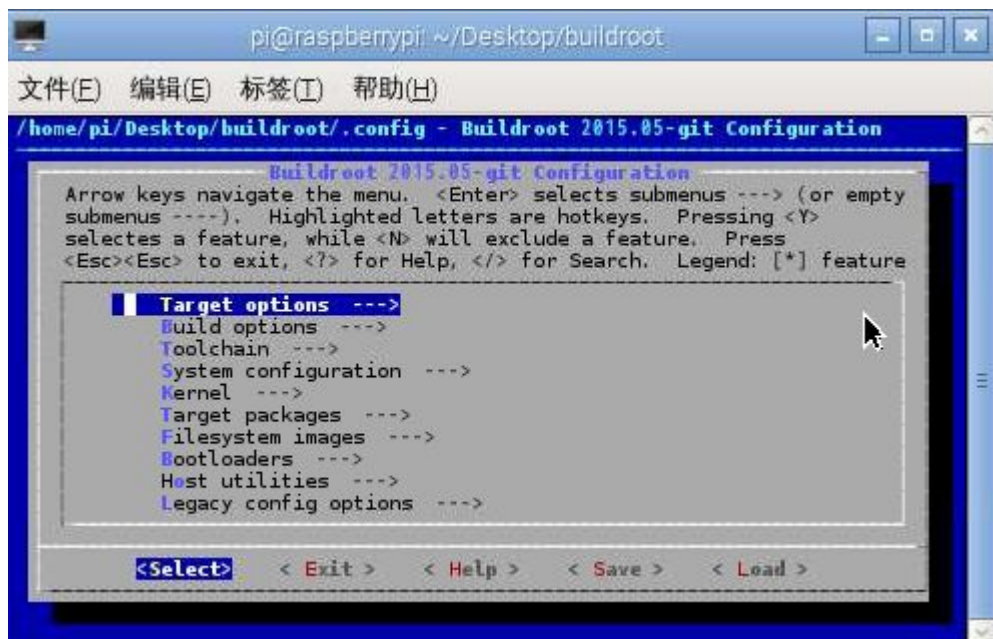 pi@raspberrypi: ~/Desktop/buildroot
文件(F) 编辑(E) 标签(T) 帮助(H)
/home/pi/Desktop/buildroot/.config - Buildroot 2015.05-git Configuration
Buildroot 2015.05-git Configuration
Arrow keys navigate the menu. <Enter> selects submenus ---> (or empty
submenus ----). Highlighted letters are hotkeys. Pressing <Y>
selectes a feature, while <N> will exclude a feature. Press
<Esc><Esc> to exit, <?> for Help, </> for Search. Legend: [*] feature
Target options --->
Build options --->
Toolchain --->
System configuration --->
Kernel --->
Target packages --->
Filesystem images --->
Bootloaders --->
Host utilities --->
Legacy config options --->
<Select> < Exit > < Help > < Save > < Load >